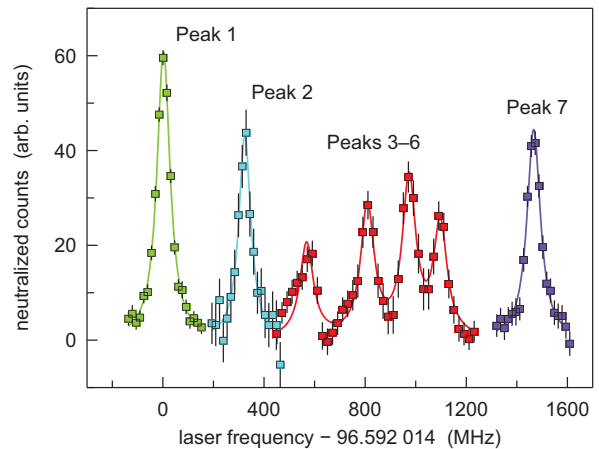 Peak 1
Peak 2
Peaks 3–6
Peak 7
neutralized counts (arb. units)
60
40
20
0
0 400 800 1200 1600
laser frequency − 96.592 014 (MHz)